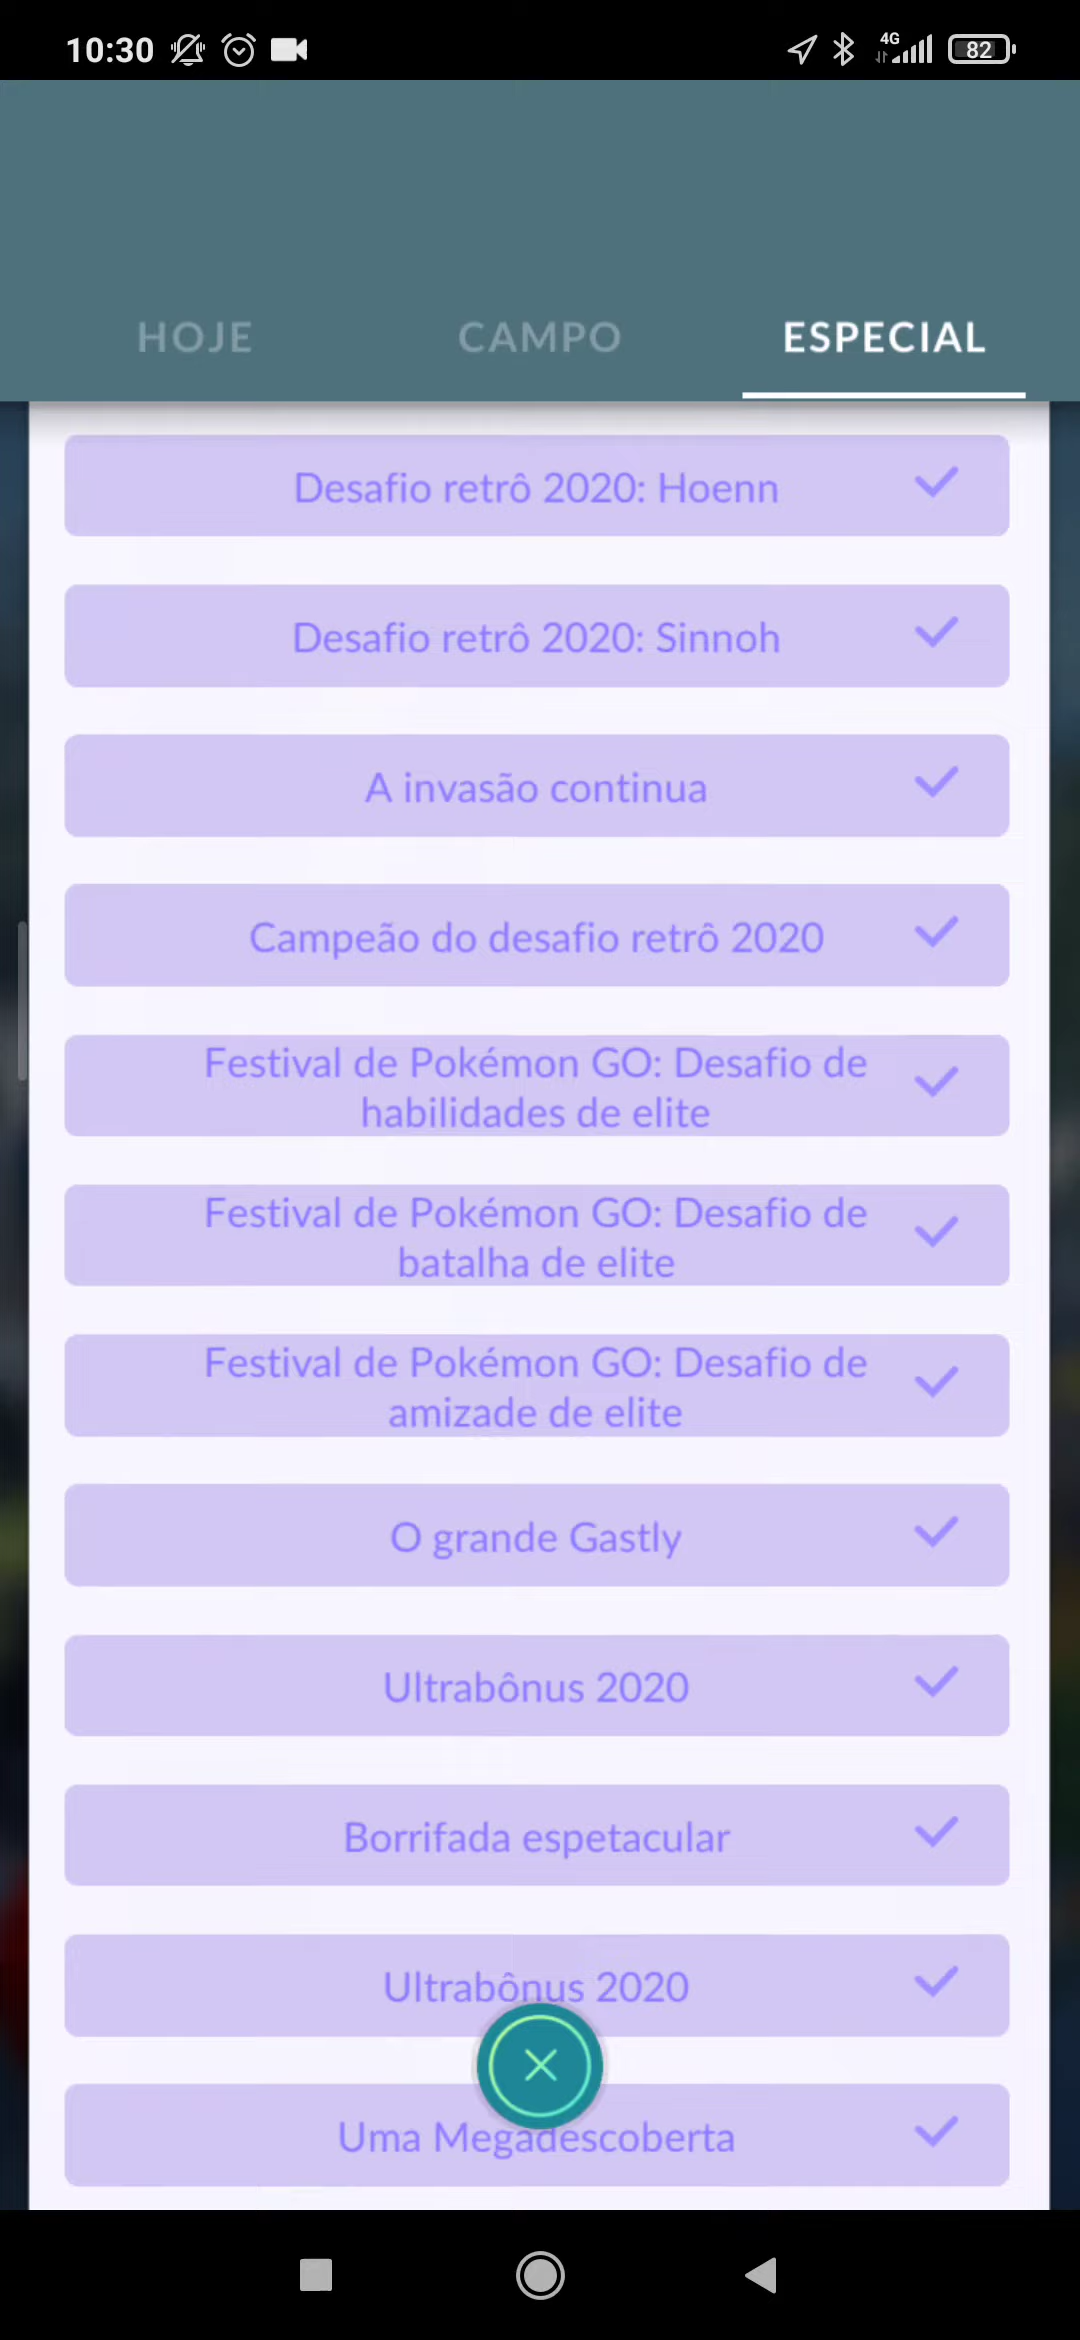 10:30
4G
82
HOJE
CAMPO
ESPECIAL
Desafio retrô 2020: Hoenn
Desafio retrô 2020: Sinnoh
A invasão continua
Campeão do desafio retrô 2020
Festival de Pokémon GO: Desafio de
habilidades de elite
Festival de Pokémon GO: Desafio de
batalha de elite
Festival de Pokémon GO: Desafio de
amizade de elite
O grande Gastly
Ultrabônus 2020
Borrifada espetacular
Ultrabônus 2020
Uma Megadescoberta